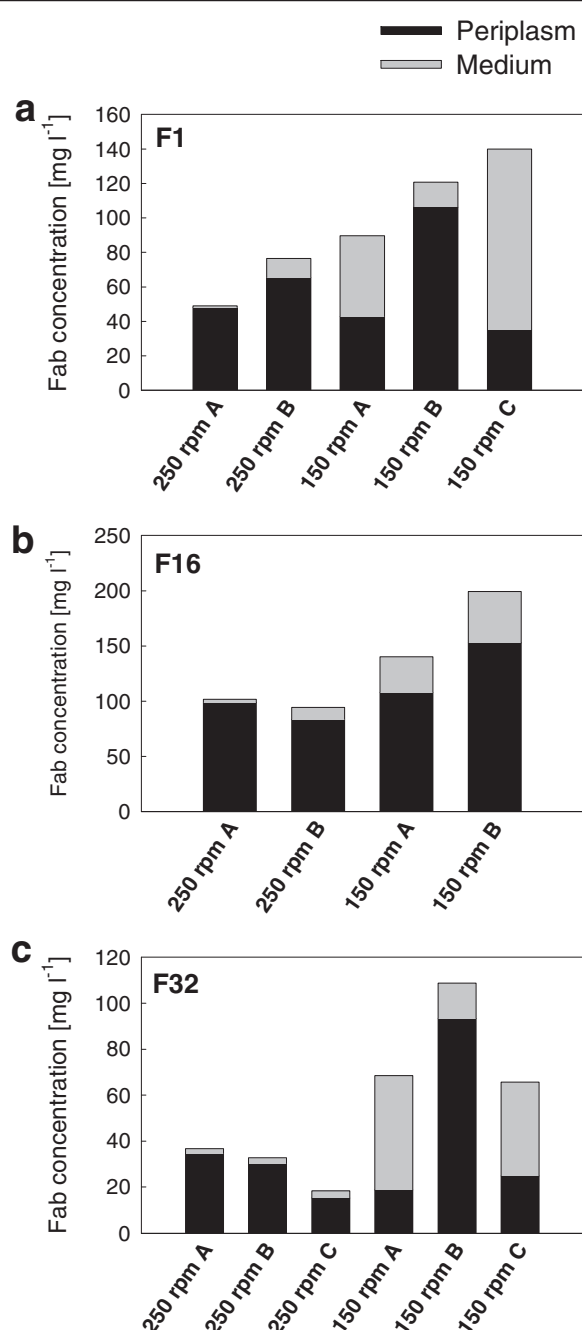 Periplasm
Medium
a
F1
Fab concentration [mg l⁻¹]
160
140
120
100
80
60
40
20
0
250 rpm A
250 rpm B
150 rpm A
150 rpm B
150 rpm C
b
F16
Fab concentration [mg l⁻¹]
250
200
150
100
50
0
250 rpm A
250 rpm B
150 rpm A
150 rpm B
c
F32
Fab concentration [mg l⁻¹]
120
100
80
60
40
20
0
250 rpm A
250 rpm B
250 rpm C
150 rpm A
150 rpm B
150 rpm C